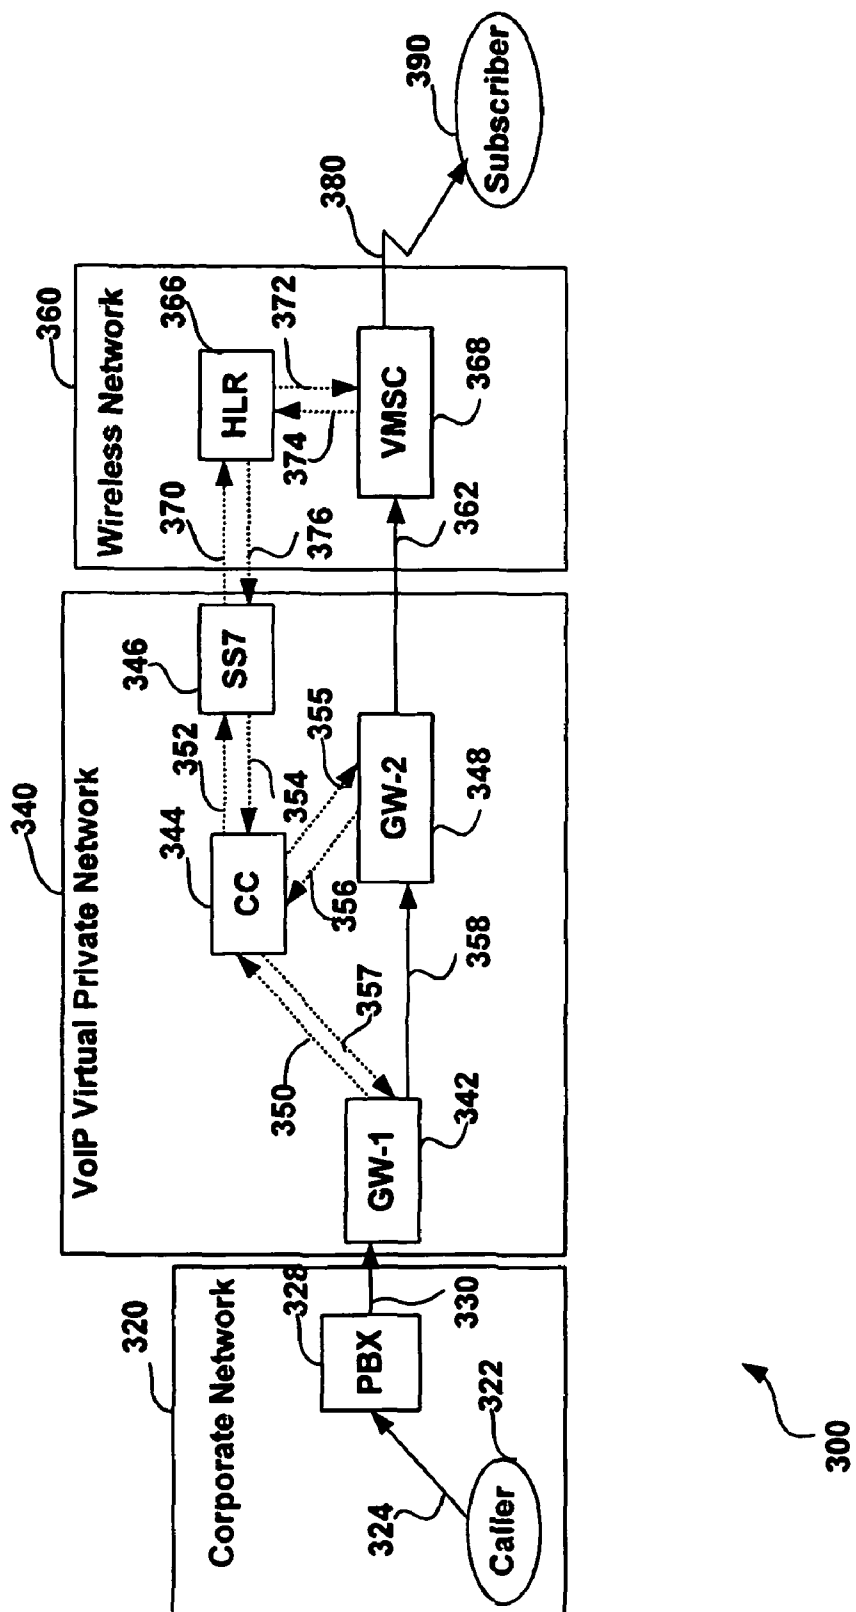 320
Corporate Network
328
PBX
330
324
322
Caller
340
VoIP Virtual Private Network
344
CC
346
SS7
352
354
355
356
350
357
GW-1
342
358
GW-2
348
360
Wireless Network
366
HLR
370
376
372
374
VMSC
368
362
380
390
Subscriber
300